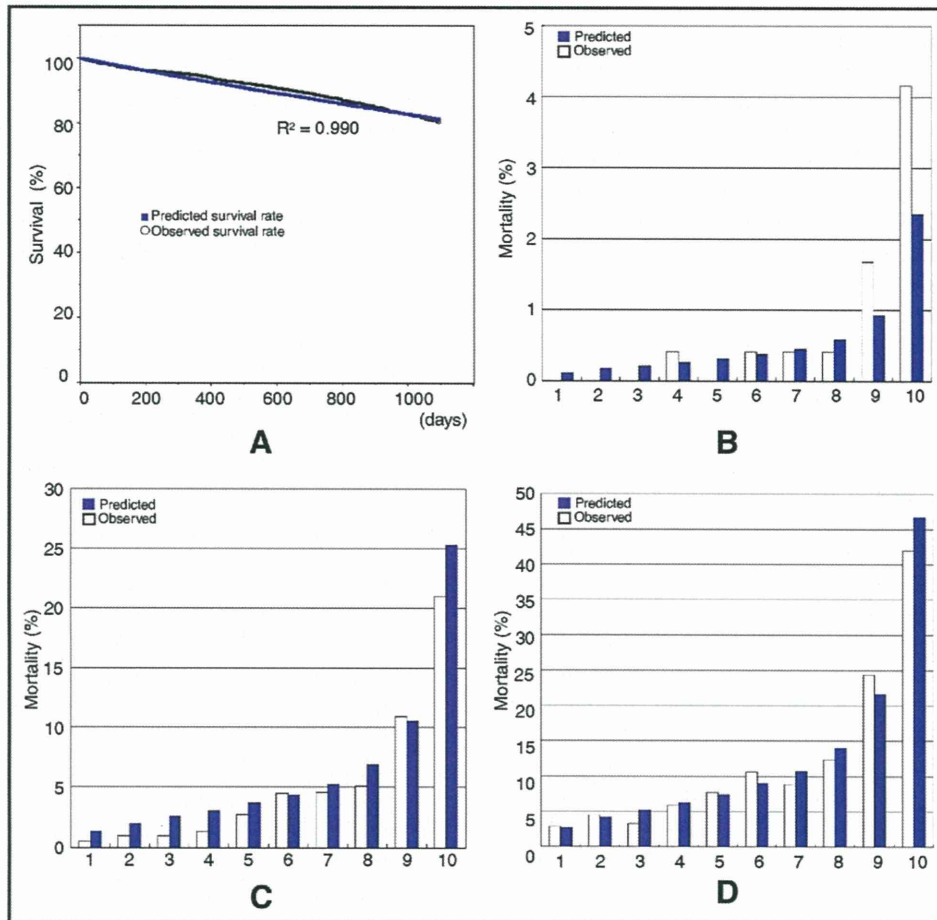 100
80
60
40
20
0
Survival (%)
R² = 0.990
Predicted survival rate
Observed survival rate
0 200 400 600 800 1000
(days)
A
5
4
3
2
1
0
Mortality (%)
Predicted
Observed
1 2 3 4 5 6 7 8 9 10
B
30
25
20
15
10
5
0
Mortality (%)
Predicted
Observed
1 2 3 4 5 6 7 8 9 10
C
50
45
40
35
30
25
20
15
10
5
0
Mortality (%)
Predicted
Observed
1 2 3 4 5 6 7 8 9 10
D